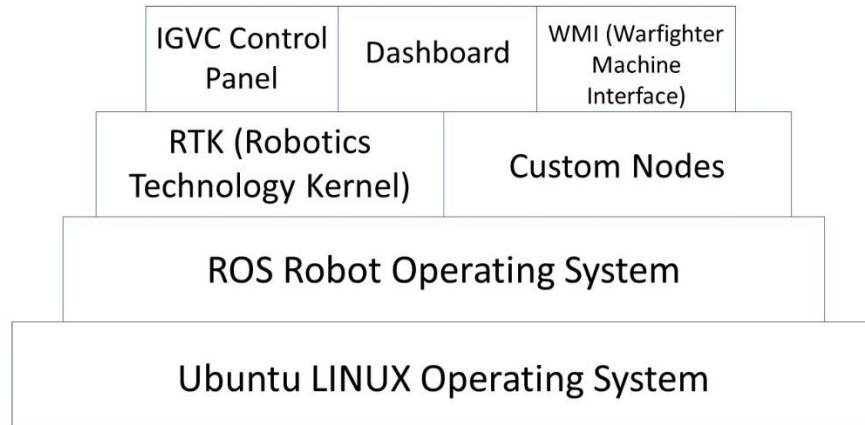 IGVC Control
Panel
Dashboard
WMI (Warfighter
Machine
Interface)
RTK (Robotics
Technology Kernel)
Custom Nodes
ROS Robot Operating System
Ubuntu LINUX Operating System